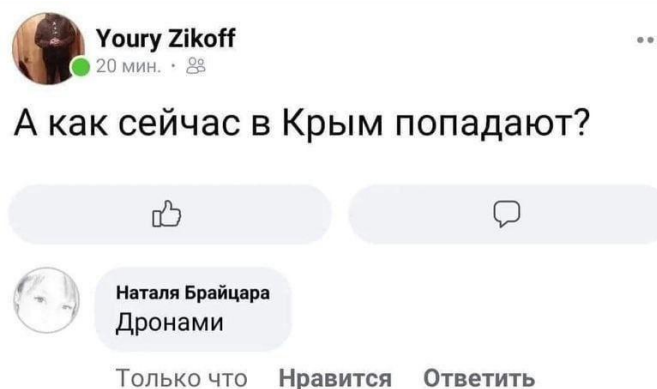 Youry Zikoff
20 мин. ·
А как сейчас в Крым попадают?
Наталя Брайцара
Дронами
Только что Нравится Ответить